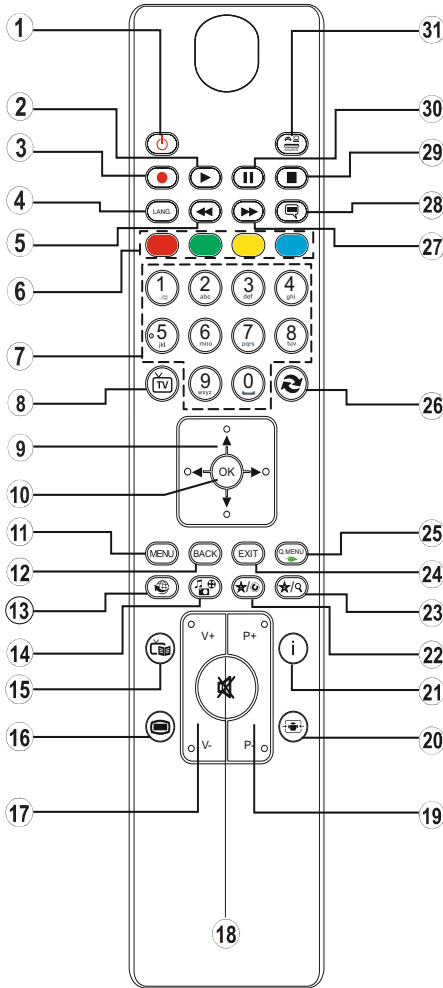 1 31
2 30
3 29
4 LANG. 28
5 27
6
1 2 abc 3 def 4 ghi
7 5 jkl 6 mno 7 pqrs 8 tuv
8 TV 9 wxyz 0 26
9
10 OK
11 MENU BACK EXIT Q.MENU 25
12 24
13 23
14 V+ P+ 22
15 i 21
16 20
17 V- P- 19
18